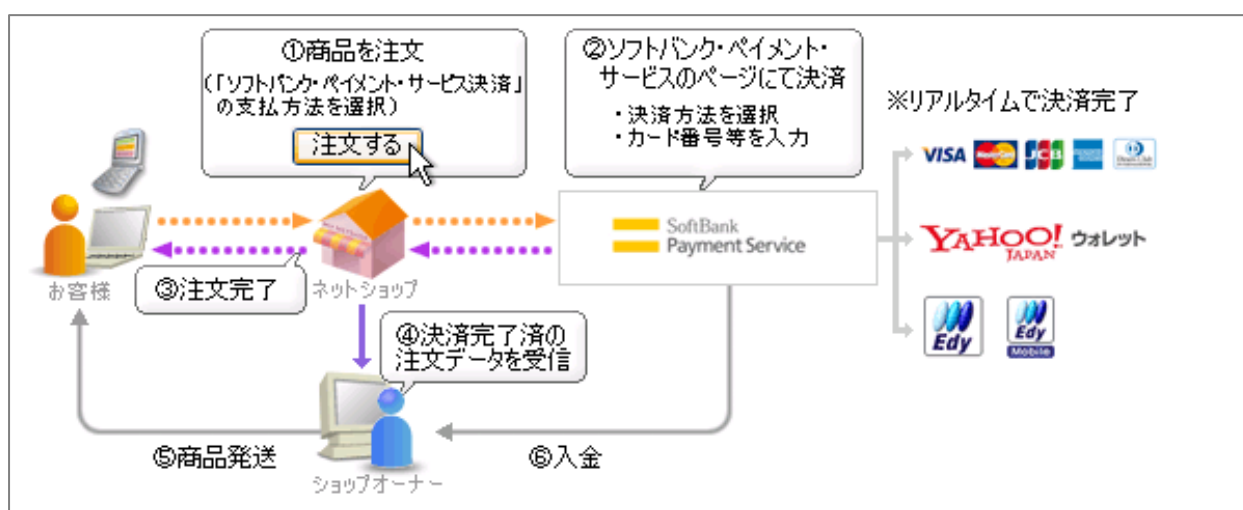 ①商品を注文
(「ソフトバンク・ペイメント・サービス決済」
の支払方法を選択)
注文する
②ソフトバンク・ペイメント・
サービスのページにて決済
・決済方法を選択
・カード番号等を入力
※リアルタイムで決済完了
VISA MasterCard JCB
SoftBank
Payment Service
YAHOO! ウォレット
JAPAN
お客様
③注文完了
ネットショップ
④決済完了済の
注文データを受信
Edy
Edy
Mobile
⑤商品発送
⑥入金
ショップオーナー